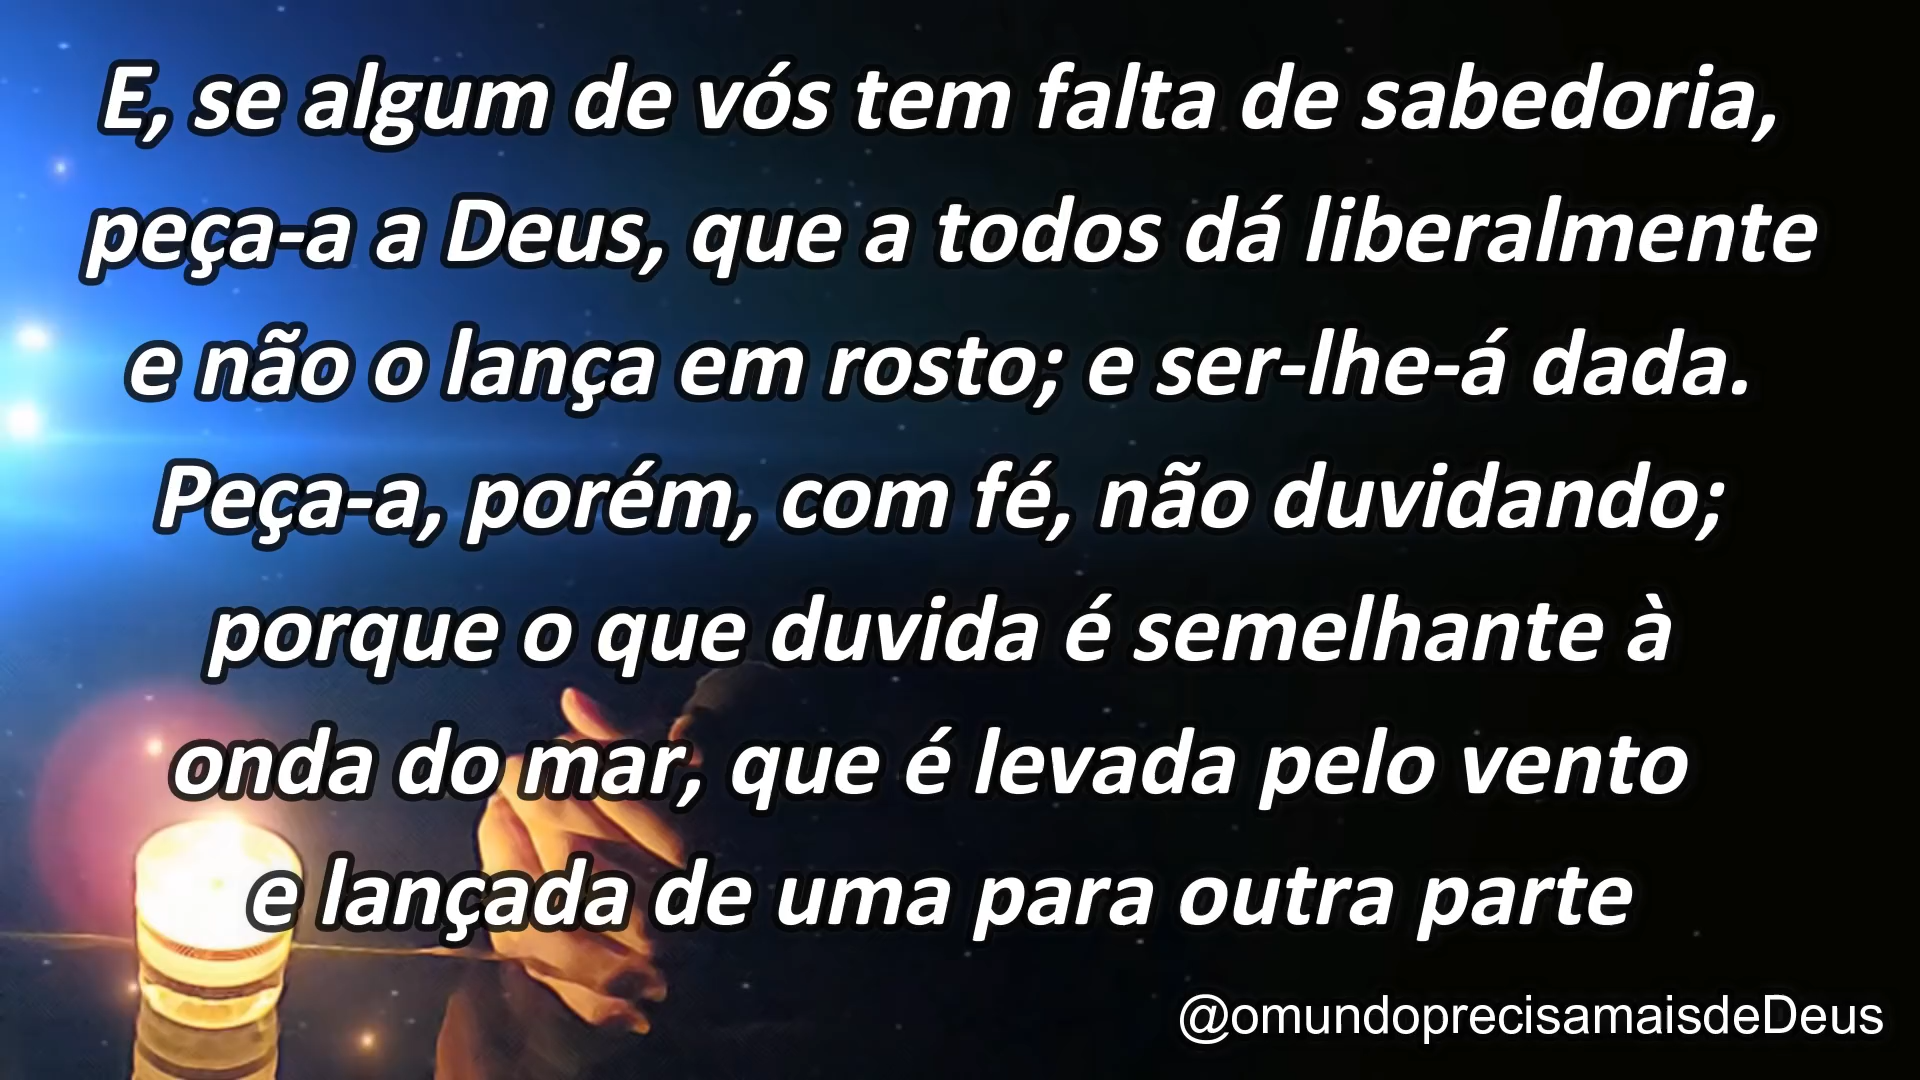 E, se algum de vós tem falta de sabedoria,
peça-a a Deus, que a todos dá liberalmente
e não o lança em rosto; e ser-lhe-á dada.
Peça-a, porém, com fé, não duvidando;
porque o que duvida é semelhante à
onda do mar, que é levada pelo vento
e lançada de uma para outra parte
@omundoprecisamaisdeDeus